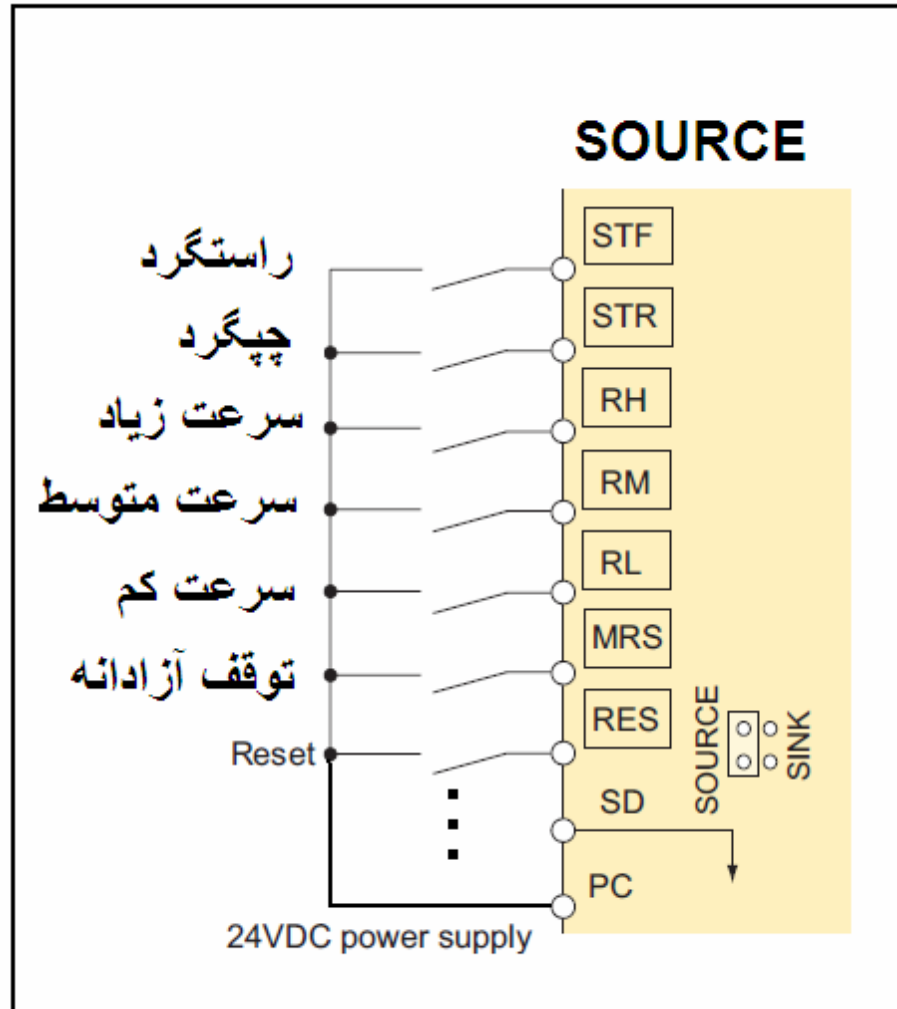 SOURCE
راستگرد
STF
چپگرد
STR
سرعت زیاد
RH
سرعت متوسط
RM
سرعت کم
RL
توقف آزادانه
MRS
Reset
RES
SOURCE
SINK
SD
PC
24VDC power supply